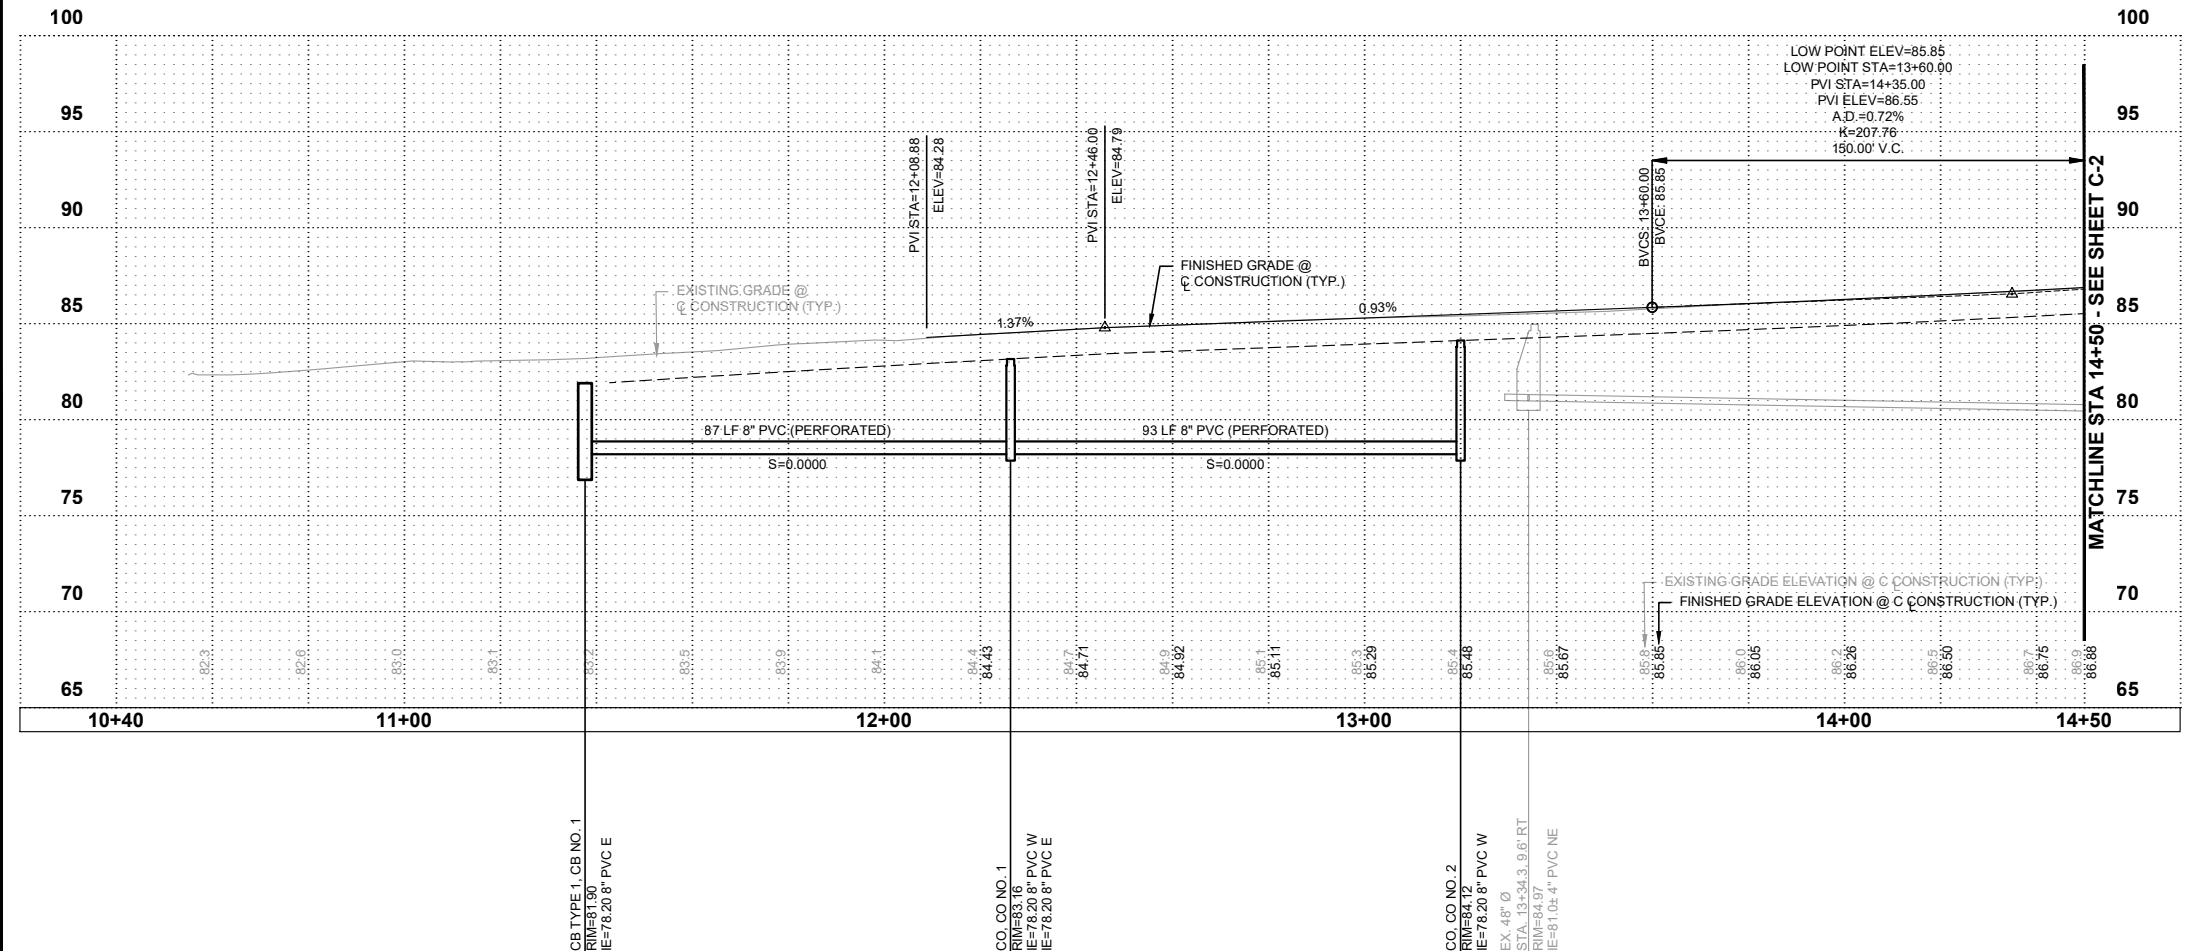 100
100
LOW POINT ELEV=85.85
LOW POINT STA=13+60.00
PVI STA=14+35.00
PVI ELEV=86.55
A.D.=0.72%
K=207.76
150.00' V.C.
95
95
PVI STA=12+08.88
ELEV=84.28
PVI STA=12+46.00
ELEV=84.79
BVCS: 13+60.00
BVCE: 85.85
MATCHLINE STA 14+50 - SEE SHEET C-2
90
90
EXISTING GRADE @
CL CONSTRUCTION (TYP.)
FINISHED GRADE @
CL CONSTRUCTION (TYP.)
85
85
1.37%
0.93%
80
80
87 LF 8" PVC (PERFORATED)
S=0.0000
93 LF 8" PVC (PERFORATED)
S=0.0000
75
75
EXISTING GRADE ELEVATION @ CL CONSTRUCTION (TYP.)
FINISHED GRADE ELEVATION @ CL CONSTRUCTION (TYP.)
70
70
82.3
82.6
83.0
83.1
83.2
83.5
83.9
84.1
84.4
84.43
84.7
84.71
84.9
84.92
85.1
85.11
85.3
85.29
85.4
85.48
85.6
85.67
85.8
85.85
86.0
86.05
86.2
86.26
86.5
86.50
86.7
86.75
86.9
86.88
65
65
10+40
11+00
12+00
13+00
14+00
14+50
CB TYPE 1, CB NO. 1
RIM=81.90
IE=78.20 8" PVC E
CO, CO NO. 1
RIM=83.16
IE=78.20 8" PVC W
IE=78.20 8" PVC E
CO, CO NO. 2
RIM=84.12
IE=78.20 8" PVC W
EX. 48" Ø
STA. 13+34.3, 9.6' RT
RIM=84.97
IE=81.0± 4" PVC NE